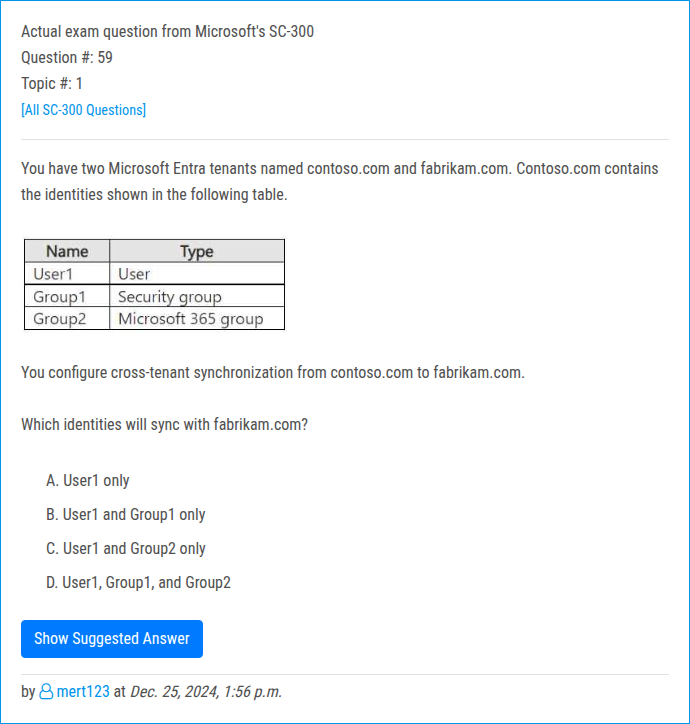 Actual exam question from Microsoft's SC-300
Question #: 59
Topic #: 1
[All SC-300 Questions]
You have two Microsoft Entra tenants named contoso.com and fabrikam.com. Contoso.com contains
the identities shown in the following table.
Name Type
User1 User
Group1 Security group
Group2 Microsoft 365 group
You configure cross-tenant synchronization from contoso.com to fabrikam.com.
Which identities will sync with fabrikam.com?
A. User1 only
B. User1 and Group1 only
C. User1 and Group2 only
D. User1, Group1, and Group2
Show Suggested Answer
by mert123 at Dec. 25, 2024, 1:56 p.m.